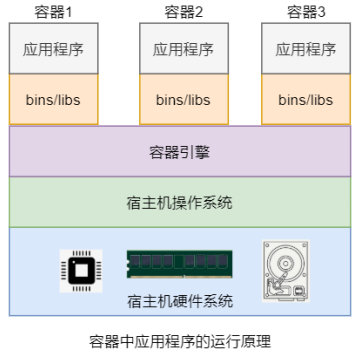 容器1 容器2 容器3
应用程序 应用程序 应用程序
bins/libs bins/libs bins/libs
容器引擎
宿主机操作系统
宿主机硬件系统
容器中应用程序的运行原理